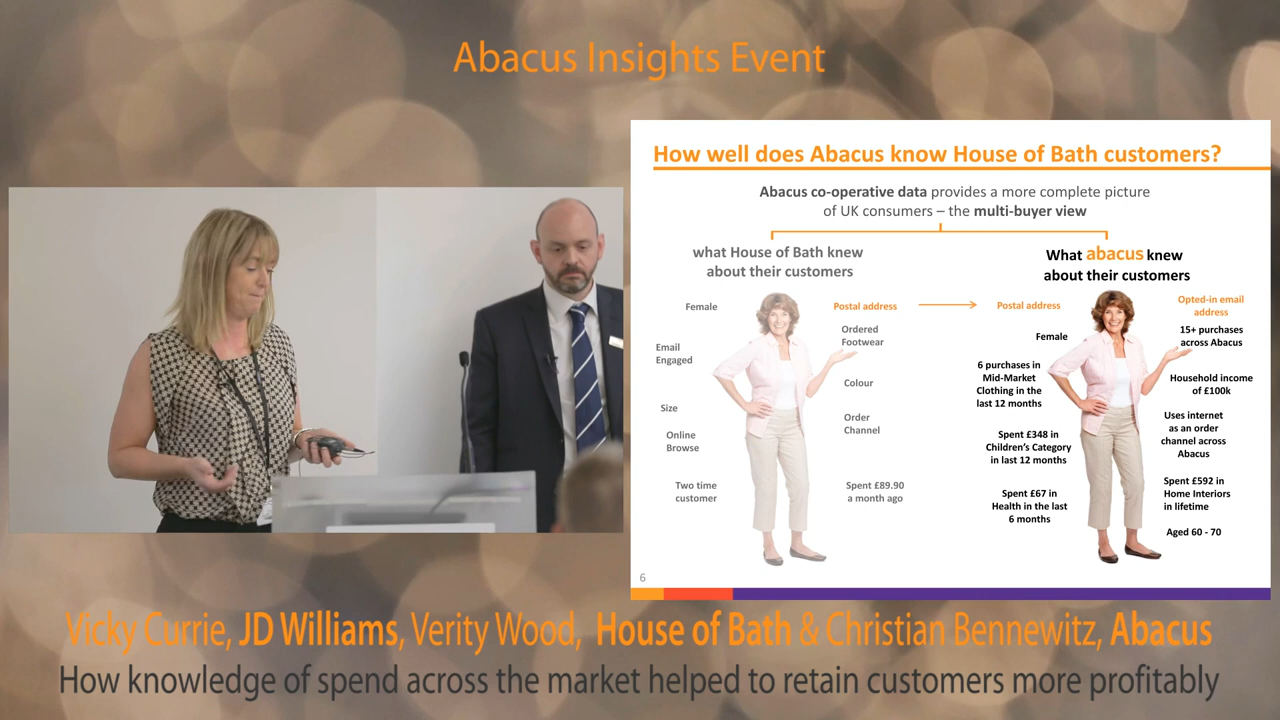 Abacus Insights Event
How well does Abacus know House of Bath customers?
Abacus co-operative data provides a more complete picture
of UK consumers – the multi-buyer view
what House of Bath knew
about their customers
Female
Postal address
Ordered
Footwear
Email
Engaged
Colour
Size
Order
Channel
Online
Browse
Two time
customer
Spent £89.90
a month ago
What abacus knew
about their customers
Postal address
Opted-in email
address
Female
15+ purchases
across Abacus
6 purchases in
Mid-Market
Clothing in the
last 12 months
Household income
of £100k
Uses internet
as an order
channel across
Abacus
Spent £348 in
Children's Category
in last 12 months
Spent £592 in
Home Interiors
in lifetime
Spent £67 in
Health in the last
6 months
Aged 60 - 70
6
Vicky Currie, JD Williams, Verity Wood, House of Bath & Christian Bennewitz, Abacus
How knowledge of spend across the market helped to retain customers more profitably